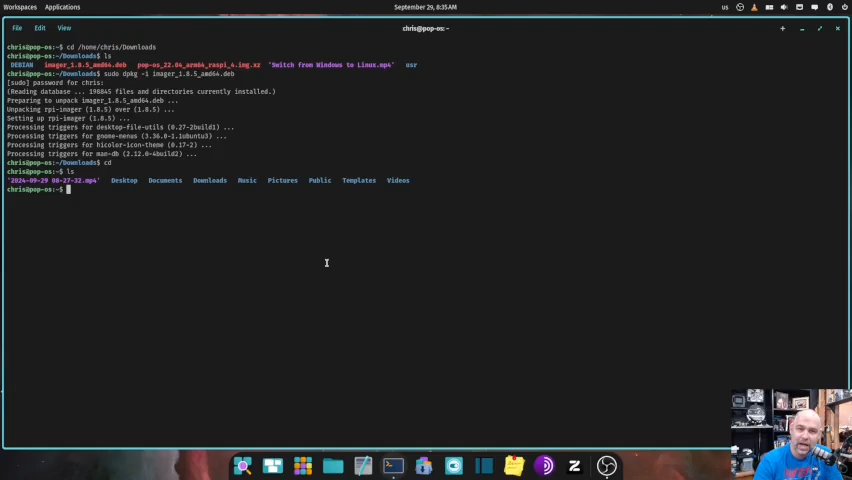 Workspaces Applications September 29, 8:35 AM us
File Edit View chris@pop-os: ~
chris@pop-os:~$ cd /home/chris/Downloads
chris@pop-os:~/Downloads$ ls
DEBIAN imager_1.8.5_amd64.deb pop-os_22.04_arm64_raspi_4.img.xz 'Switch from Windows to Linux.mp4' usr
chris@pop-os:~/Downloads$ sudo dpkg -i imager_1.8.5_amd64.deb
[sudo] password for chris:
(Reading database ... 198845 files and directories currently installed.)
Preparing to unpack imager_1.8.5_amd64.deb ...
Unpacking rpi-imager (1.8.5) over (1.8.5) ...
Setting up rpi-imager (1.8.5) ...
Processing triggers for desktop-file-utils (0.27-2build1) ...
Processing triggers for gnome-menus (3.36.0-1.1ubuntu3) ...
Processing triggers for hicolor-icon-theme (0.17-2) ...
Processing triggers for man-db (2.12.0-4build2) ...
chris@pop-os:~/Downloads$ cd
chris@pop-os:~$ ls
'2024-09-29 08-27-32.mp4' Desktop Documents Downloads Music Pictures Public Templates Videos
chris@pop-os:~$